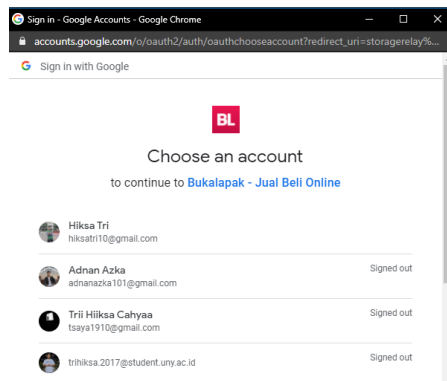 Sign in - Google Accounts - Google Chrome
accounts.google.com/o/oauth2/auth/oauthchooseaccount?redirect_uri=storagerelay%...
Sign in with Google
BL
Choose an account
to continue to Bukalapak - Jual Beli Online
Hiksa Tri
hiksatri10@gmail.com
Adnan Azka
Signed out
adnanazka101@gmail.com
Trii Hiiksa Cahyaa
Signed out
tsaya1910@gmail.com
trihiksa.2017@student.uny.ac.id
Signed out